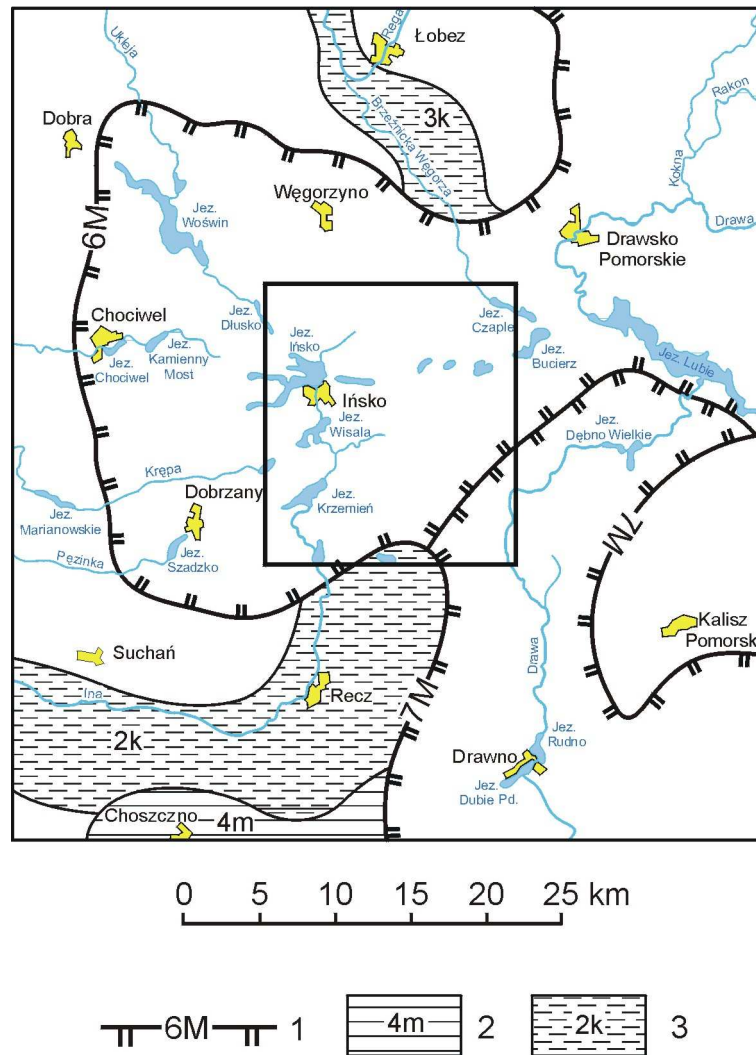 Ukleja
Rega
Łobez
Dobra
3k
Brzeźnicka Węgorza
Rakon
Kokna
Drawa
Węgorzyno
Jez.
Woświn
6M
Drawsko
Pomorskie
Chociwel
Jez.
Kamienny
Most
Jez.
Chociwel
Jez.
Dłusko
Jez.
Ińsko
Ińsko
Jez.
Wisala
Jez.
Czaple
Jez.
Bucierz
Jez. Lubie
Jez.
Dębno Wielkie
Krępa
Dobrzany
Jez.
Krzemień
Jez.
Marianowskie
Pęzinka
Jez.
Szadzko
7M
Kalisz
Pomorsk
Suchań
Ina
Recz
7M
Drawa
2k
Jez.
Rudno
Drawno
Jez.
Dubie Pd.
Choszczno
4m
0 5 10 15 20 25 km
6M 1 4m 2 2k 3